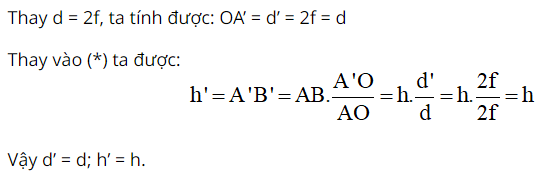 Thay d = 2f, ta tính được: OA’ = d’ = 2f = d
Thay vào (*) ta được:
h' = A'B' = AB. A'O/AO = h. d'/d = h. 2f/2f = h
Vậy d’ = d; h’ = h.